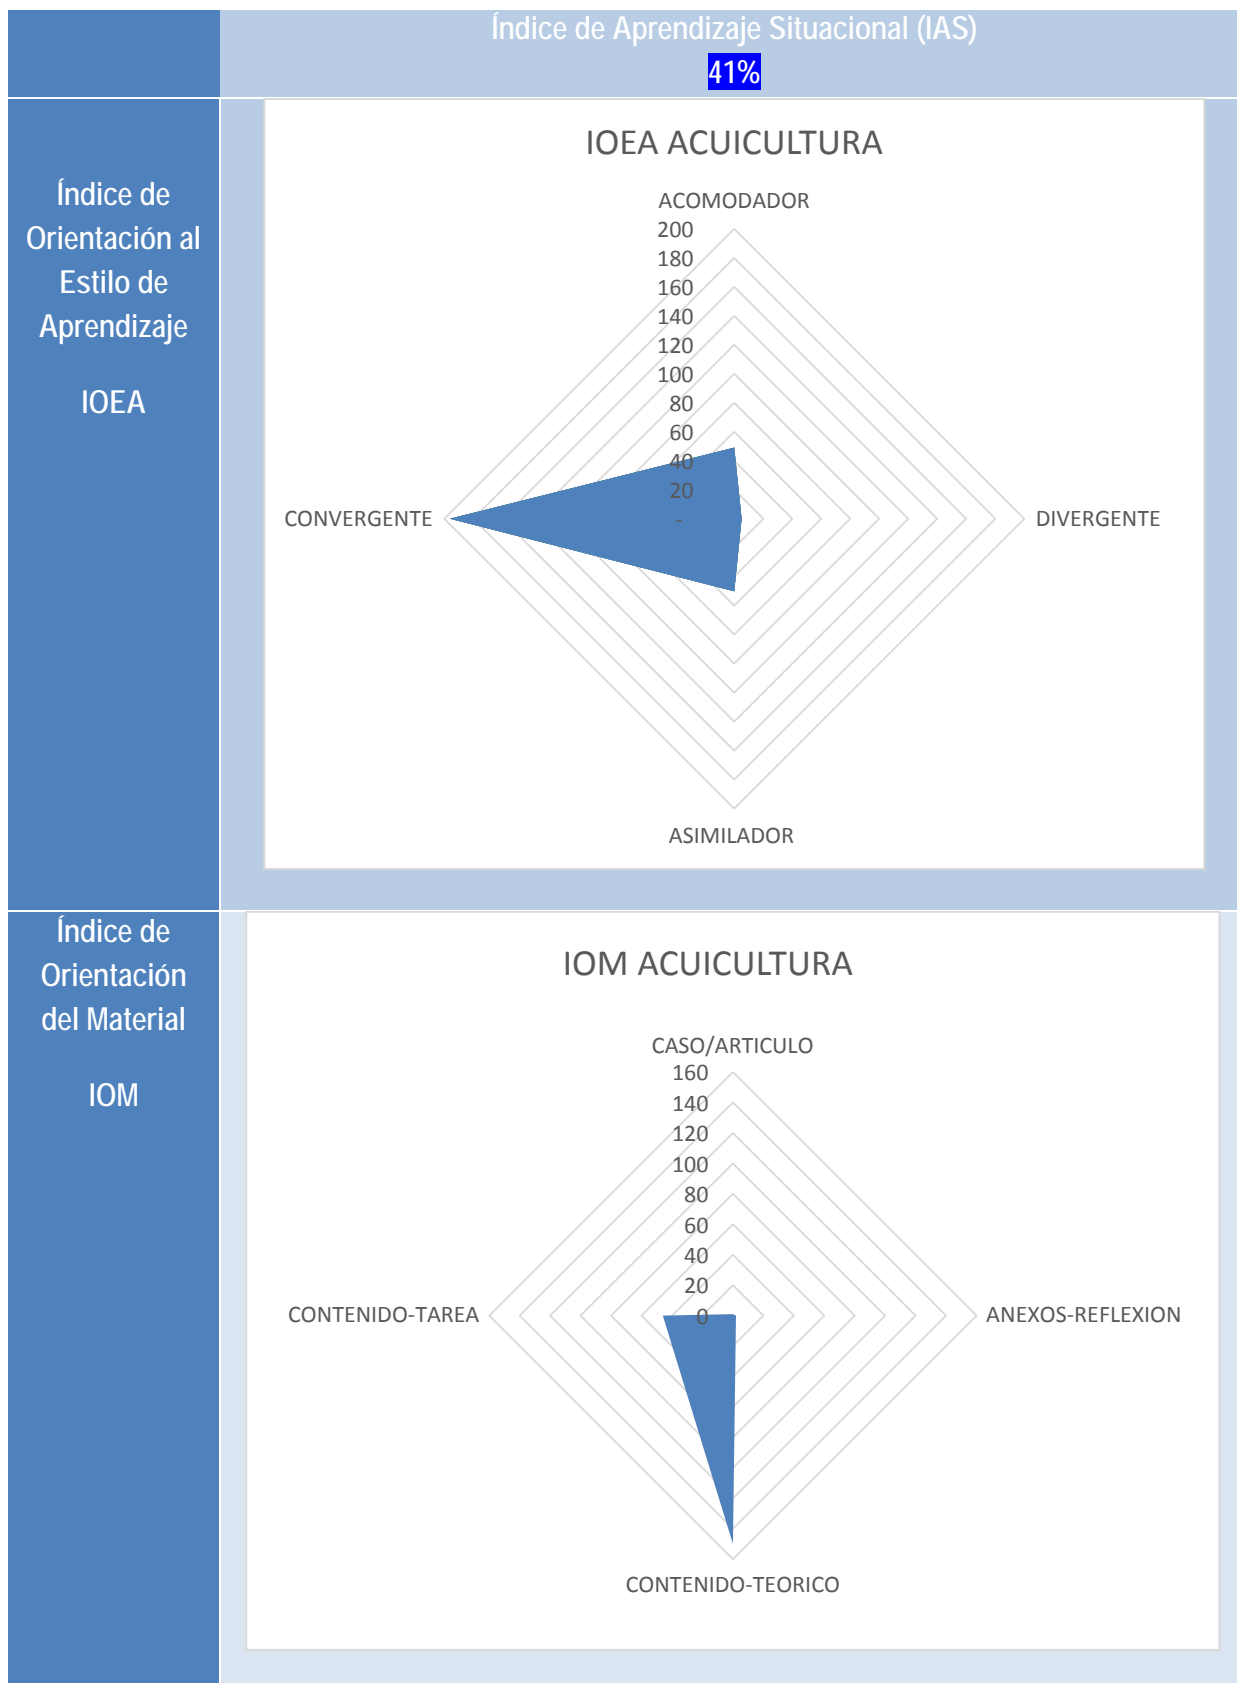 Índice de Aprendizaje Situacional (IAS)
41%
Índice de
Orientación al
Estilo de
Aprendizaje
IOEA
IOEA ACUICULTURA
ACOMODADOR
200
180
160
140
120
100
80
60
40
20
-
CONVERGENTE
DIVERGENTE
ASIMILADOR
Índice de
Orientación
del Material
IOM
IOM ACUICULTURA
CASO/ARTICULO
160
140
120
100
80
60
40
20
0
CONTENIDO-TAREA
ANEXOS-REFLEXION
CONTENIDO-TEORICO